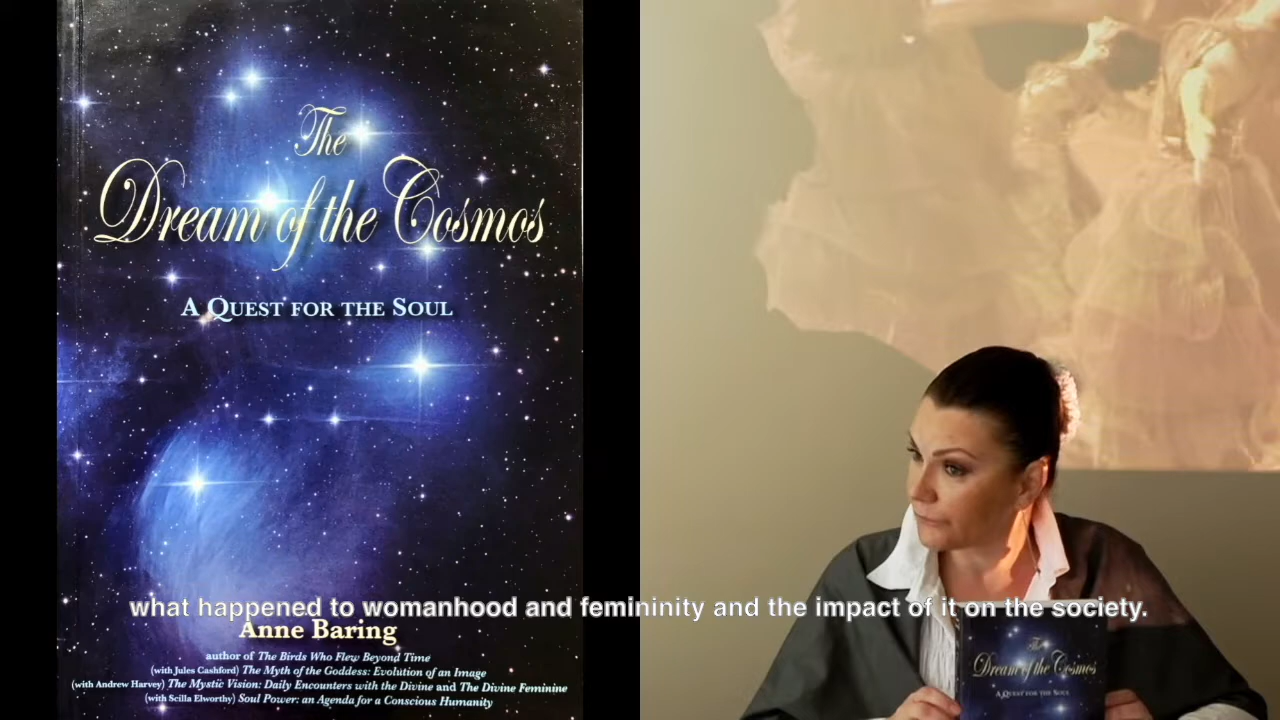 The
Dream of the Cosmos
A Quest for the Soul
what happened to womanhood and femininity and the impact of it on the society.
Anne Baring
author of The Birds Who Flew Beyond Time
(with Jules Cashford) The Myth of the Goddess: Evolution of an Image
(with Andrew Harvey) The Mystic Vision: Daily Encounters with the Divine and The Divine Feminine
(with Scilla Elworthy) Soul Power: an Agenda for a Conscious Humanity
The
Dream of the Cosmos
A Quest for the Soul